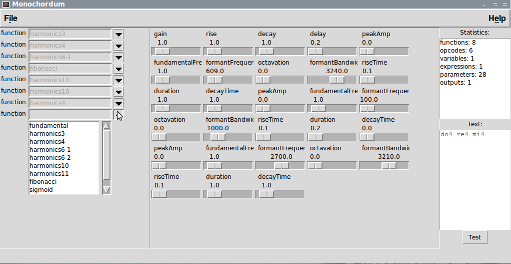 Monochordum
File Help
function harmonics3
function harmonics4
function harmonics6-1
function fibonacci
function harmonics11
function harmonics10
function harmonics4
function
fundamental
harmonics3
harmonics4
harmonics6-1
harmonics6-2
harmonics10
harmonics11
fibonacci
sigmoid
gain rise decay delay peakAmp
1.0 1.0 1.0 0.2 1.0
fundamentalFre formantFrequer octavation formantBandwi riseTime
1.0 609.0 0.0 3240.0 0.1
duration decayTime peakAmp fundamentalFre formantFrequer
1.0 1.0 0.0 1.0 100.0
octavation formantBandwi riseTime duration decayTime
0.0 1000.0 0.1 0.2 0.0
peakAmp fundamentalFre formantFrequer octavation formantBandwi
0.0 1.0 2700.0 0.0 3210.0
riseTime duration decayTime
0.1 1.0 1.0
Statistics:
functions: 8
opcodes: 6
variables: 1
expressions: 1
parameters: 28
outputs: 1
Text:
do4 re4 mi4
Test